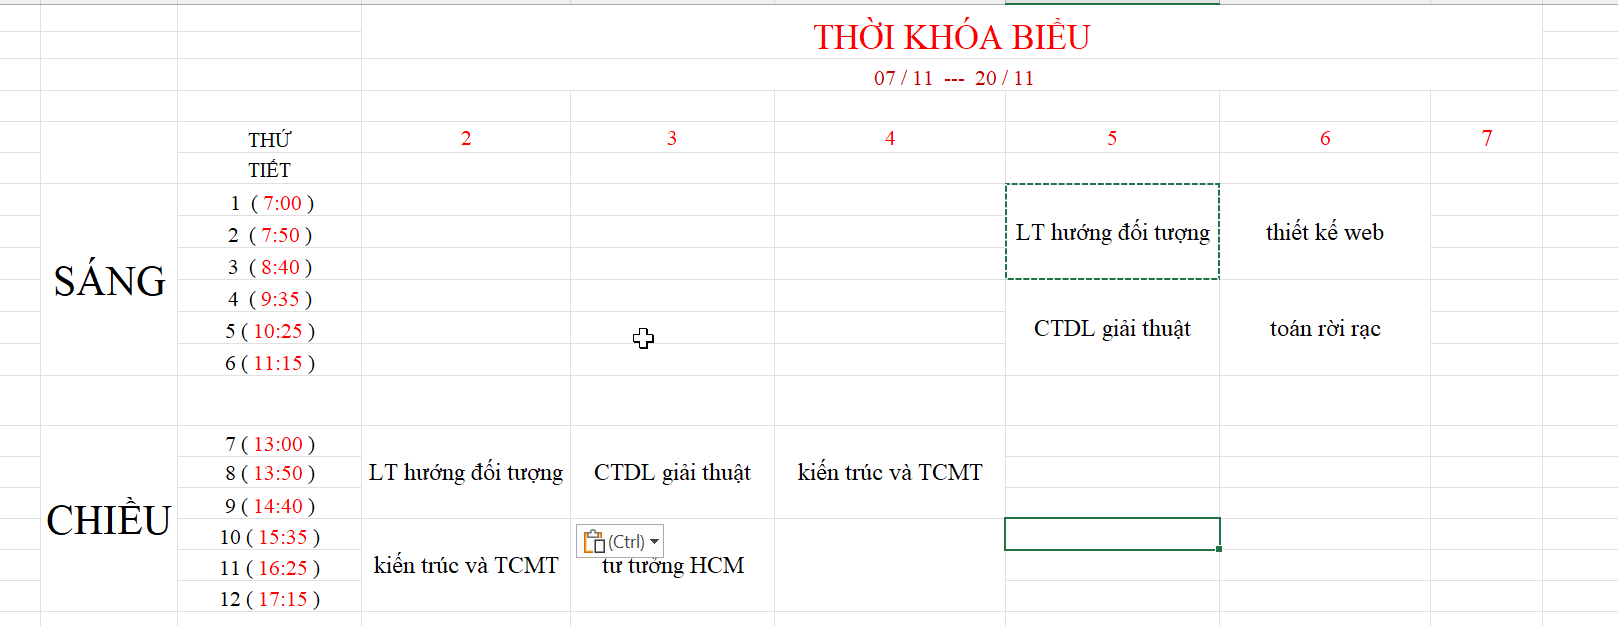 THỜI KHÓA BIỂU
07 / 11 --- 20 / 11
THỨ 2 3 4 5 6 7
TIẾT
SÁNG
1 ( 7:00 )
2 ( 7:50 )
3 ( 8:40 )
4 ( 9:35 )
5 ( 10:25 )
6 ( 11:15 )
LT hướng đối tượng thiết kế web
CTDL giải thuật toán rời rạc
CHIỀU
7 ( 13:00 )
8 ( 13:50 )
9 ( 14:40 )
10 ( 15:35 )
11 ( 16:25 )
12 ( 17:15 )
LT hướng đối tượng CTDL giải thuật kiến trúc và TCMT
(Ctrl)
kiến trúc và TCMT tư tưởng HCM